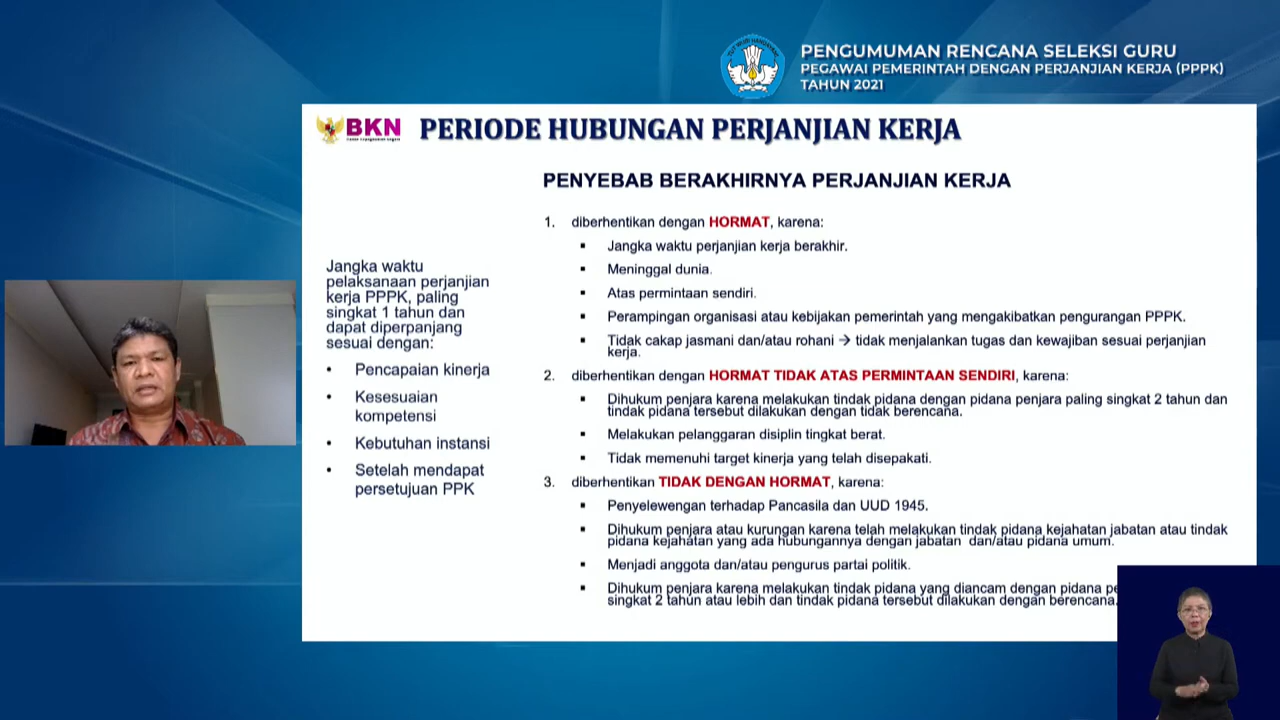 TUT WURI HANDAYANI
PENGUMUMAN RENCANA SELEKSI GURU
PEGAWAI PEMERINTAH DENGAN PERJANJIAN KERJA (PPPK)
TAHUN 2021
BKN
PERIODE HUBUNGAN PERJANJIAN KERJA
Jangka waktu
pelaksanaan perjanjian
kerja PPPK, paling
singkat 1 tahun dan
dapat diperpanjang
sesuai dengan:
• Pencapaian kinerja
• Kesesuaian
kompetensi
• Kebutuhan instansi
• Setelah mendapat
persetujuan PPK
PENYEBAB BERAKHIRNYA PERJANJIAN KERJA
1. diberhentikan dengan HORMAT, karena:
▪ Jangka waktu perjanjian kerja berakhir.
▪ Meninggal dunia.
▪ Atas permintaan sendiri.
▪ Perampingan organisasi atau kebijakan pemerintah yang mengakibatkan pengurangan PPPK.
▪ Tidak cakap jasmani dan/atau rohani → tidak menjalankan tugas dan kewajiban sesuai perjanjian
kerja.
2. diberhentikan dengan HORMAT TIDAK ATAS PERMINTAAN SENDIRI, karena:
▪ Dihukum penjara karena melakukan tindak pidana dengan pidana penjara paling singkat 2 tahun dan
tindak pidana tersebut dilakukan dengan tidak berencana.
▪ Melakukan pelanggaran disiplin tingkat berat.
▪ Tidak memenuhi target kinerja yang telah disepakati.
3. diberhentikan TIDAK DENGAN HORMAT, karena:
▪ Penyelewengan terhadap Pancasila dan UUD 1945.
▪ Dihukum penjara atau kurungan karena telah melakukan tindak pidana kejahatan jabatan atau tindak
pidana kejahatan yang ada hubungannya dengan jabatan dan/atau pidana umum.
▪ Menjadi anggota dan/atau pengurus partai politik.
▪ Dihukum penjara karena melakukan tindak pidana yang diancam dengan pidana pe
singkat 2 tahun atau lebih dan tindak pidana tersebut dilakukan dengan berencana.